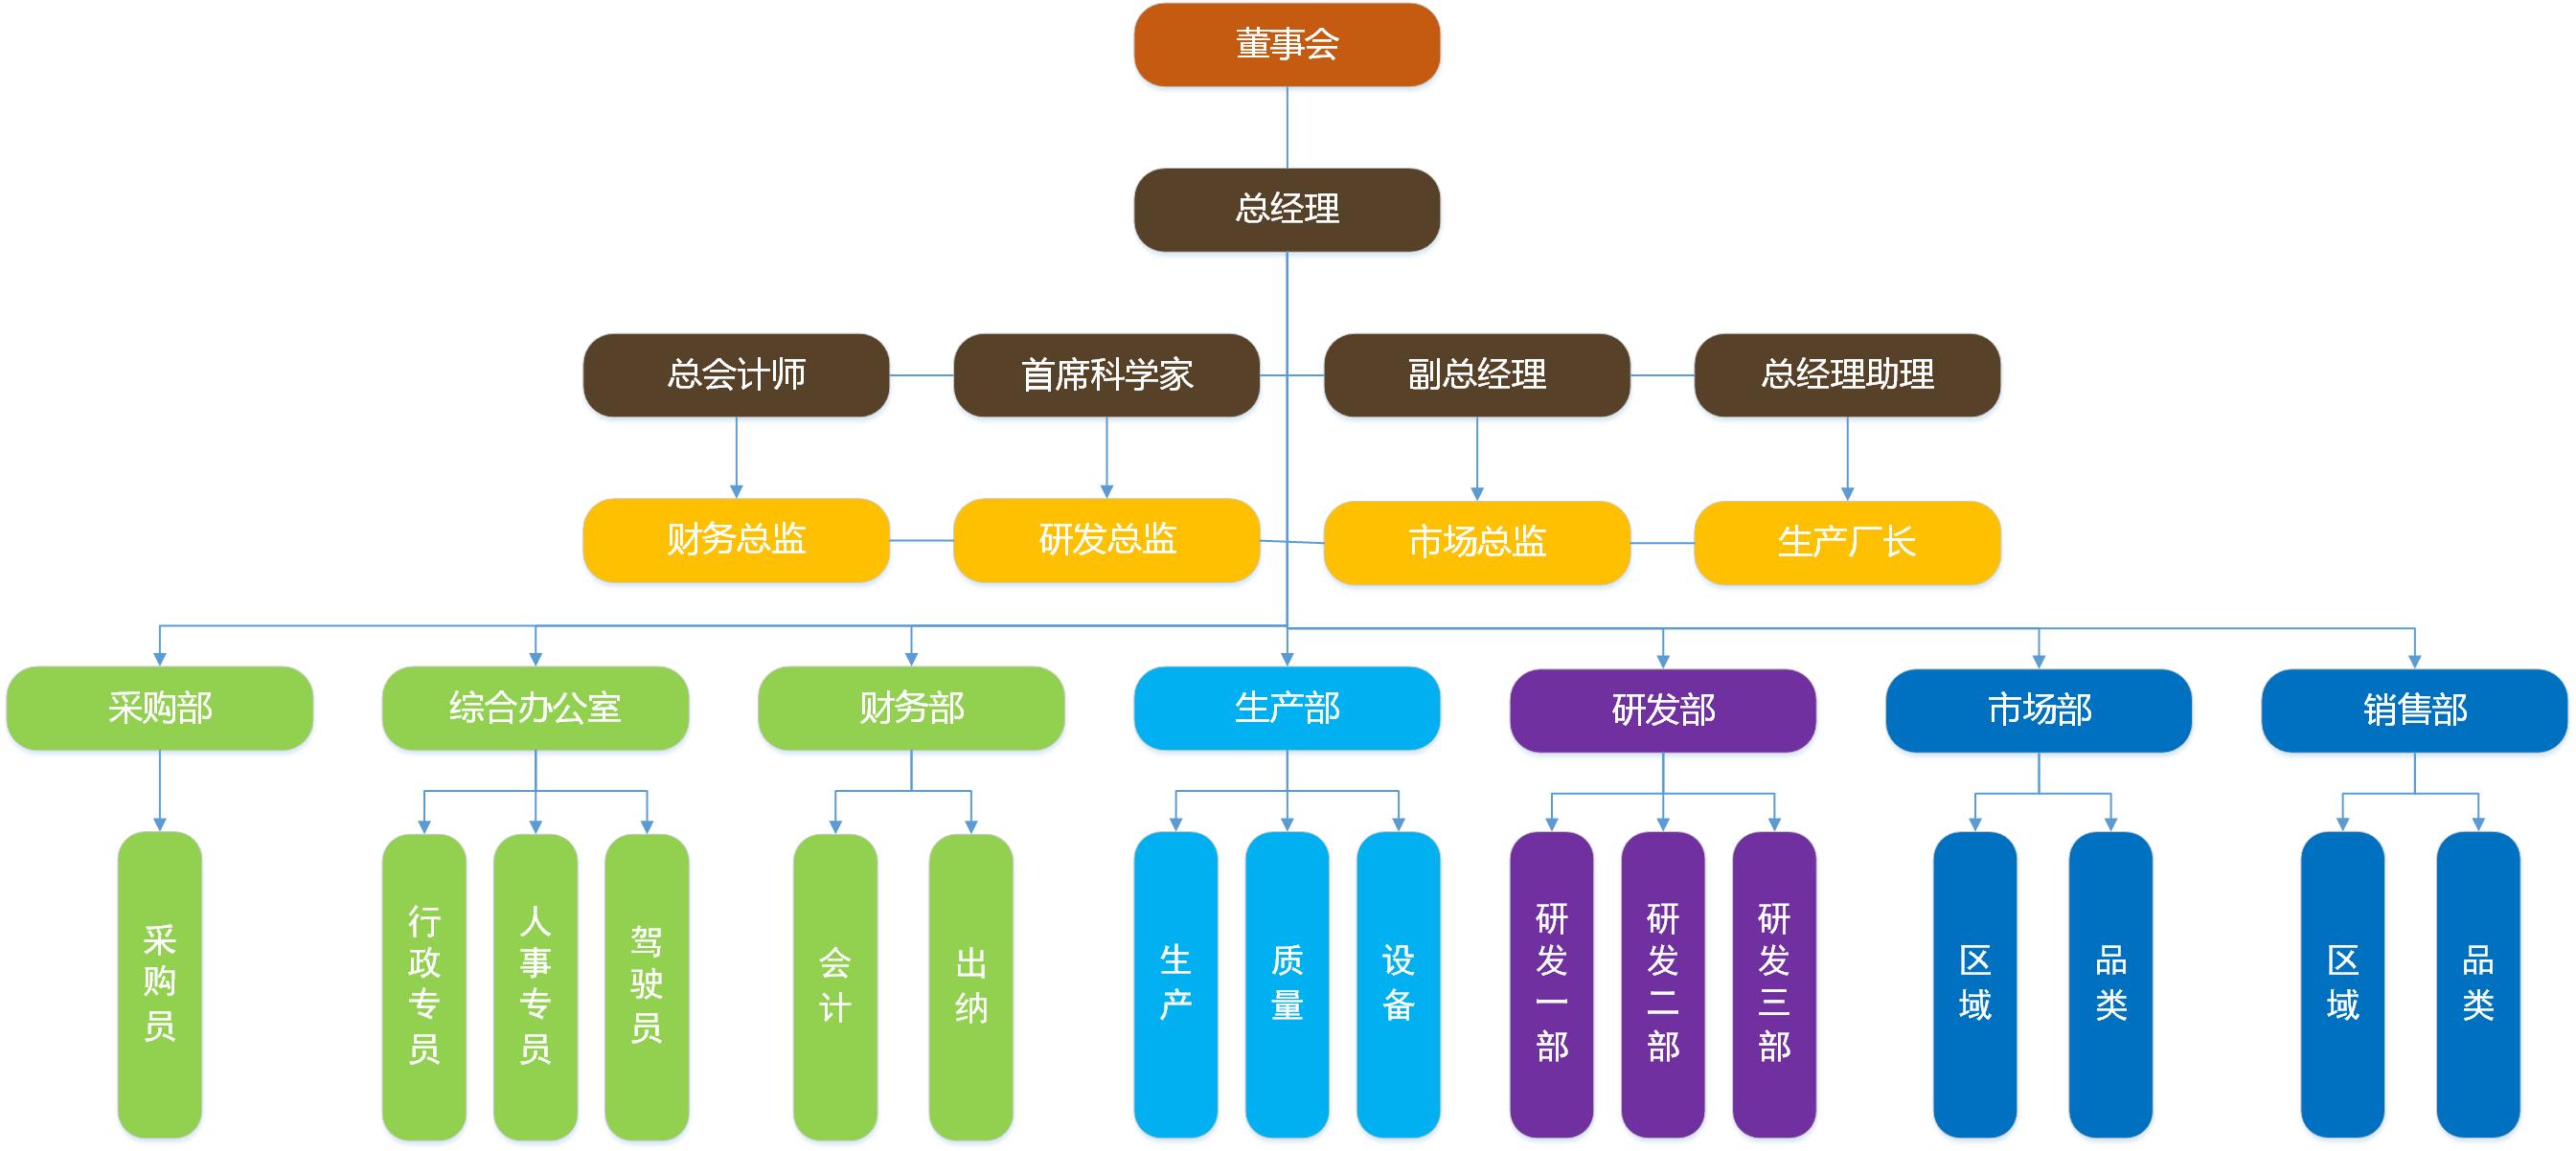 董事会
总经理
总会计师
首席科学家
副总经理
总经理助理
财务总监
研发总监
市场总监
生产厂长
采购部
综合办公室
财务部
生产部
研发部
市场部
销售部
采购员
行政专员
人事专员
驾驶员
会计
出纳
生产
质量
设备
研发一部
研发二部
研发三部
区域
品类
区域
品类